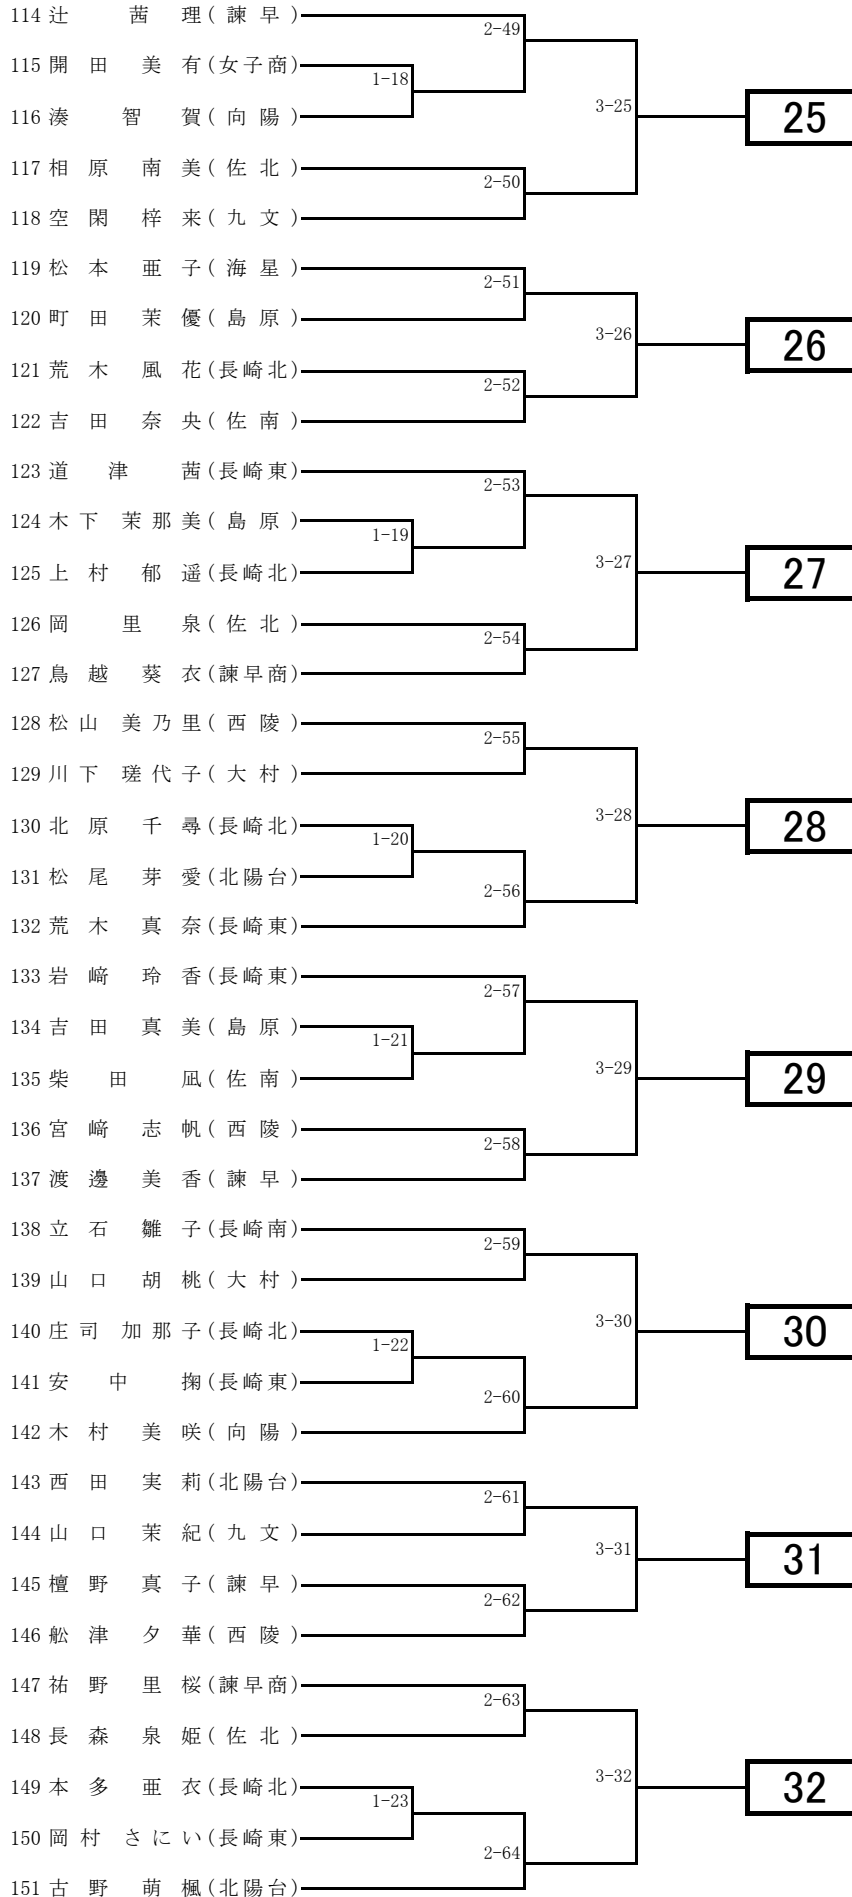 114 辻 茜 理 ( 諫 早 )
2-49
115 開 田 美 有 (女子商)
1-18
3-25
25
116 湊 智 賀 ( 向 陽 )
117 相 原 南 美 ( 佐 北 )
2-50
118 空 閑 梓 来 ( 九 文 )
119 松 本 亜 子 ( 海 星 )
2-51
120 町 田 茉 優 ( 島 原 )
3-26
26
121 荒 木 風 花 (長崎北)
2-52
122 吉 田 奈 央 ( 佐 南 )
123 道 津 茜 (長崎東)
2-53
124 木 下 茉 那 美 ( 島 原 )
1-19
3-27
27
125 上 村 郁 遥 (長崎北)
126 岡 里 泉 ( 佐 北 )
2-54
127 鳥 越 葵 衣 (諫早商)
128 松 山 美 乃 里 ( 西 陵 )
2-55
129 川 下 瑳 代 子 ( 大 村 )
3-28
28
130 北 原 千 尋 (長崎北)
1-20
131 松 尾 芽 愛 (北陽台)
2-56
132 荒 木 真 奈 (長崎東)
133 岩 﨑 玲 香 (長崎東)
2-57
134 吉 田 真 美 ( 島 原 )
1-21
3-29
29
135 柴 田 凪 ( 佐 南 )
136 宮 﨑 志 帆 ( 西 陵 )
2-58
137 渡 邊 美 香 ( 諫 早 )
138 立 石 雛 子 (長崎南)
2-59
139 山 口 胡 桃 ( 大 村 )
3-30
30
140 庄 司 加 那 子 (長崎北)
1-22
141 安 中 掬 (長崎東)
2-60
142 木 村 美 咲 ( 向 陽 )
143 西 田 実 莉 (北陽台)
2-61
144 山 口 茉 紀 ( 九 文 )
3-31
31
145 檀 野 真 子 ( 諫 早 )
2-62
146 舩 津 夕 華 ( 西 陵 )
147 祐 野 里 桜 (諫早商)
2-63
148 長 森 泉 姫 ( 佐 北 )
3-32
32
149 本 多 亜 衣 (長崎北)
1-23
150 岡 村 さ に い (長崎東)
2-64
151 古 野 萌 楓 (北陽台)